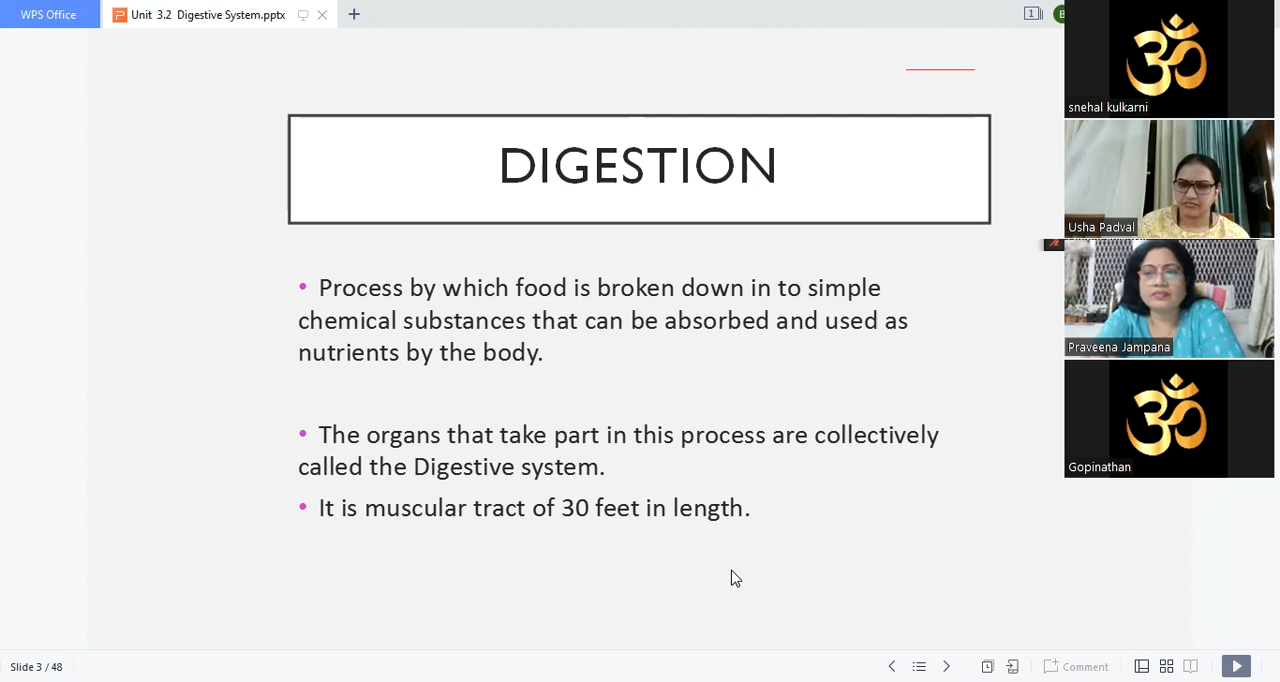 WPS Office
Unit 3.2 Digestive System.pptx
1
B
snehal kulkarni
DIGESTION
Usha Padval
• Process by which food is broken down in to simple
chemical substances that can be absorbed and used as
nutrients by the body.
Praveena Jampana
• The organs that take part in this process are collectively
called the Digestive system.
Gopinathan
• It is muscular tract of 30 feet in length.
Slide 3 / 48
Comment